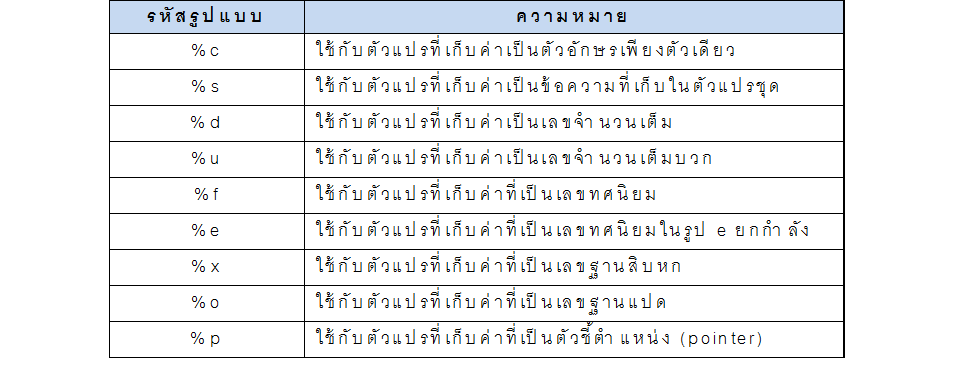 รหัสรูปแบบ ความหมาย
%c ใช้กับตัวแปรที่เก็บค่าเป็นตัวอักษรเพียงตัวเดียว
%s ใช้กับตัวแปรที่เก็บค่าเป็นข้อความที่เก็บในตัวแปรชุด
%d ใช้กับตัวแปรที่เก็บค่าเป็นเลขจำนวนเต็ม
%u ใช้กับตัวแปรที่เก็บค่าเป็นเลขจำนวนเต็มบวก
%f ใช้กับตัวแปรที่เก็บค่าที่เป็นเลขทศนิยม
%e ใช้กับตัวแปรที่เก็บค่าที่เป็นเลขทศนิยมในรูป e ยกกำลัง
%x ใช้กับตัวแปรที่เก็บค่าที่เป็นเลขฐานสิบหก
%o ใช้กับตัวแปรที่เก็บค่าที่เป็นเลขฐานแปด
%p ใช้กับตัวแปรที่เก็บค่าที่เป็นตัวชี้ตำแหน่ง (pointer)